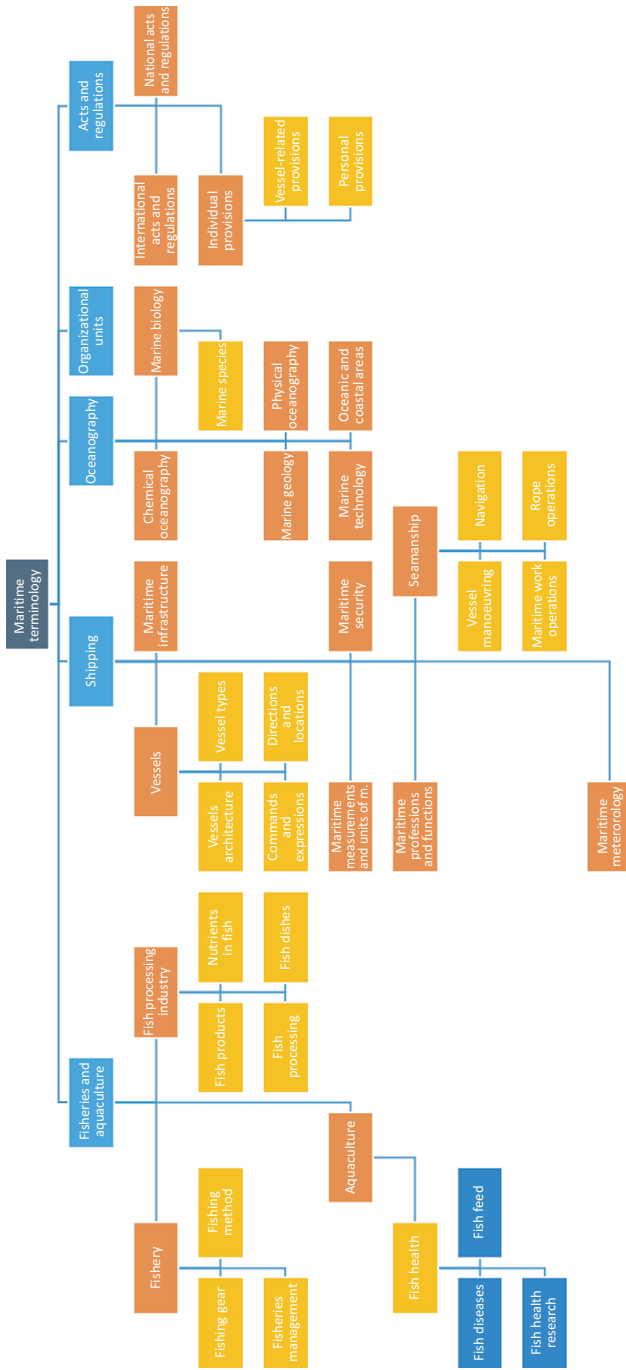 Maritime
terminology
Fisheries and
aquaculture
Shipping
Oceanography
Organizational
units
Acts and
regulations
Fishery
Fish processing
industry
Vessels
Maritime
infrastructure
Chemical
oceanography
Marine biology
International
acts and
regulations
National acts
and regulations
Fishing gear
Fishing
method
Fish products
Nutrients
in fish
Vessels
architecture
Vessel types
Marine species
Individual
provisions
Fisheries
management
Fish
processing
Fish dishes
Commands
and
expressions
Directions
and
locations
Marine geology
Physical
oceanography
Vessel-related
provisions
Aquaculture
Maritime
measurements
and units of m.
Maritime
security
Marine
technology
Oceanic and
coastal areas
Personal
provisions
Fish health
Maritime
professions
and functions
Seamanship
Fish diseases
Fish feed
Vessel
manoeuvring
Navigation
Fish health
research
Maritime work
operations
Rope
operations
Maritime
meterorology